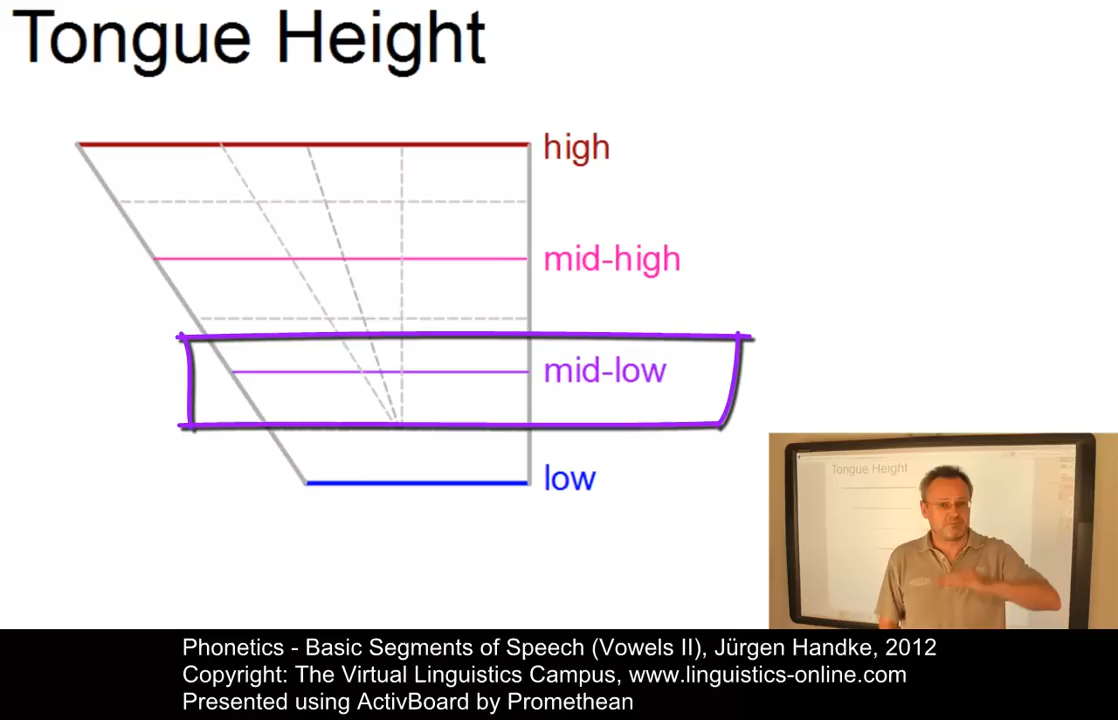 Tongue Height
high
mid-high
mid-low
low
Tongue Height
Phonetics - Basic Segments of Speech (Vowels II), Jürgen Handke, 2012
Copyright: The Virtual Linguistics Campus, www.linguistics-online.com
Presented using ActivBoard by Promethean